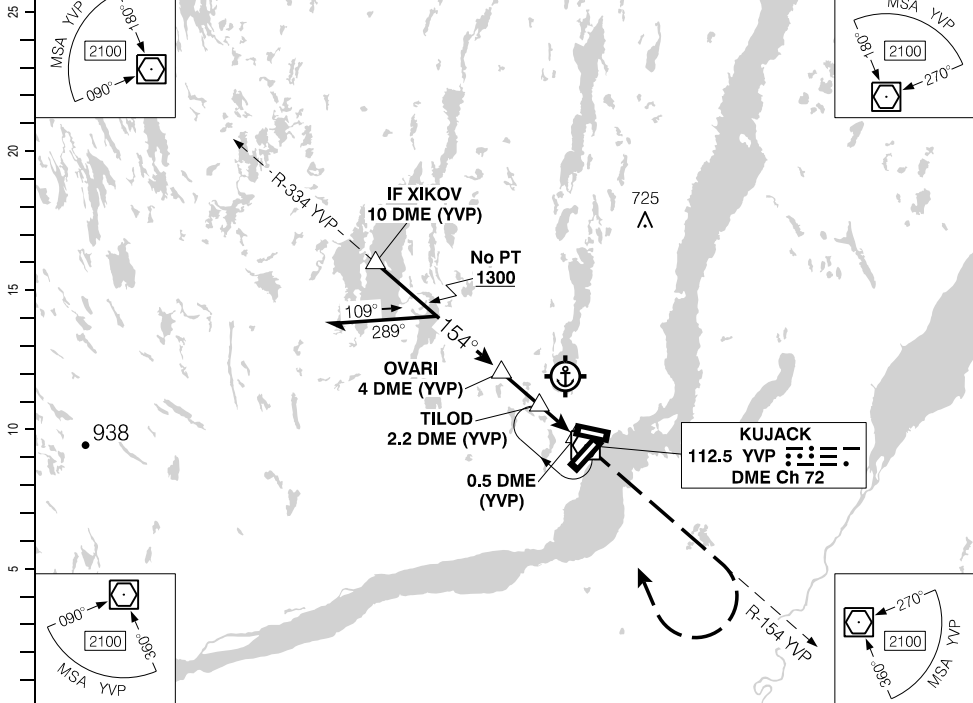 25
20
15
10
5
MSA YVP
180°
2100
090°
MSA YVP
180°
2100
270°
R-334 YVP
IF XIKOV
10 DME (YVP)
725
No PT
1300
109°
289°
154°
OVARI
4 DME (YVP)
TILOD
2.2 DME (YVP)
938
0.5 DME
(YVP)
KUJACK
112.5 YVP
DME Ch 72
R-154 YVP
090°
2100
360°
MSA YVP
270°
2100
360°
MSA YVP